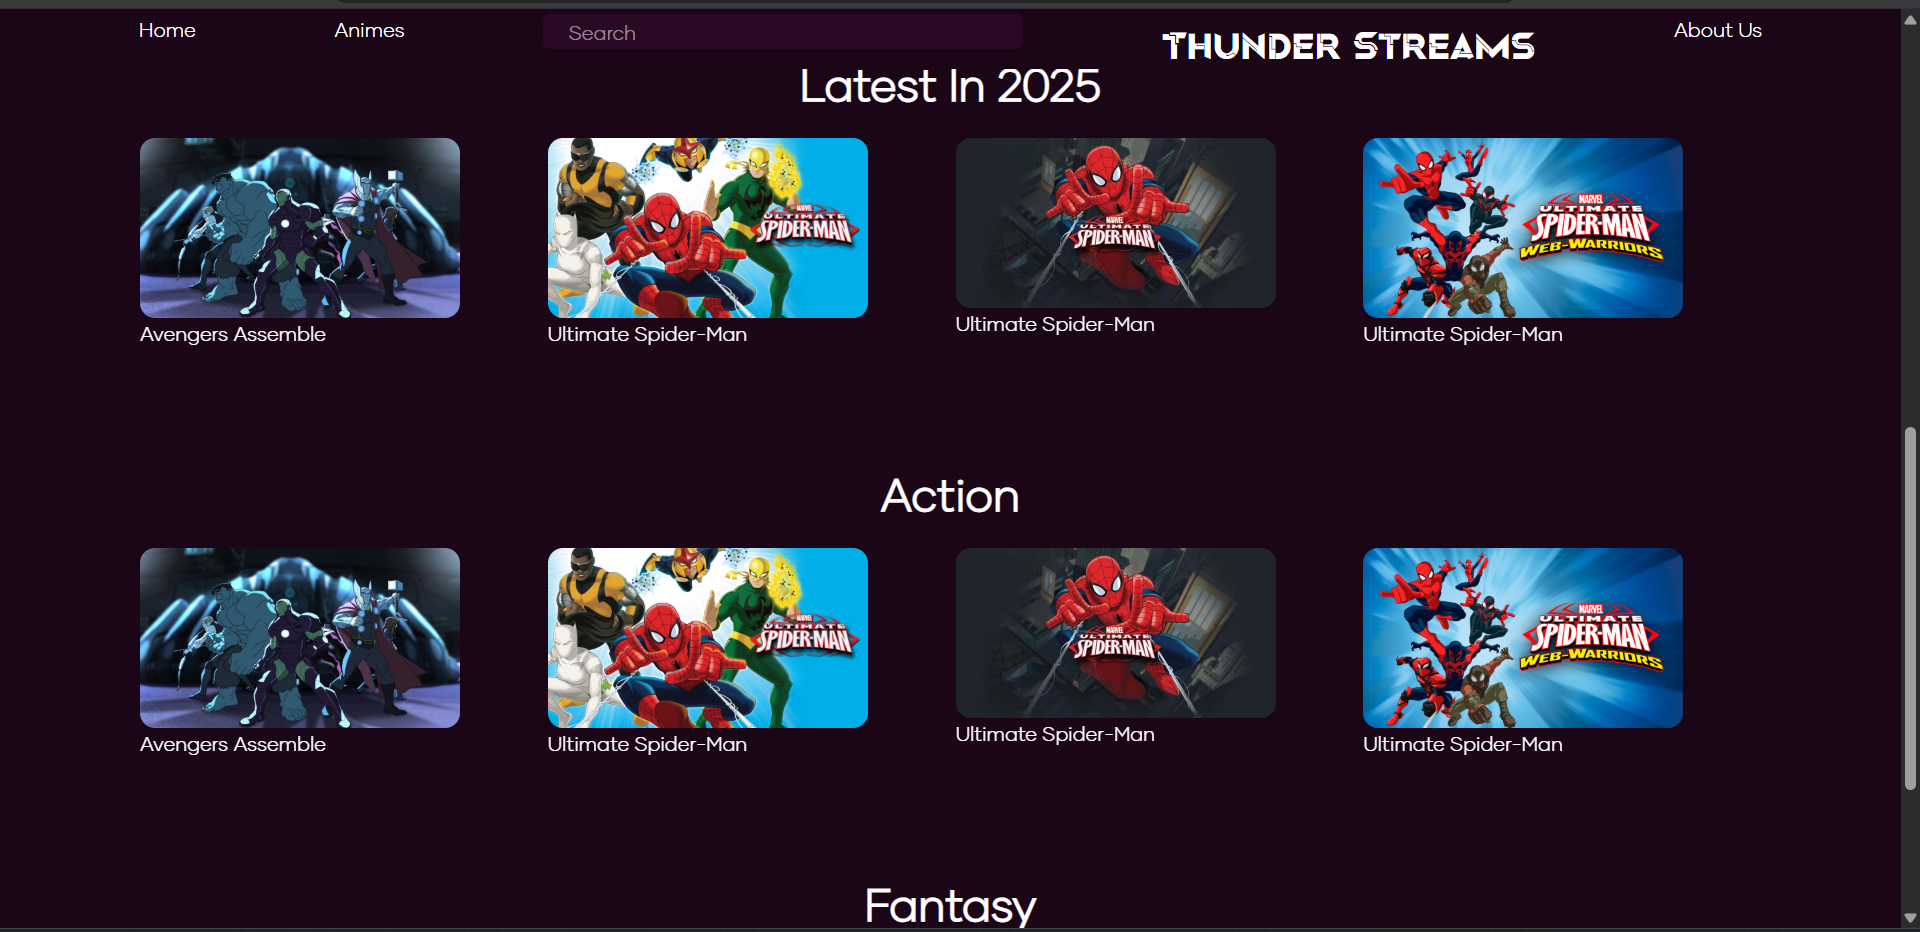 Home
Animes
Search
THUNDER STREAMS
About Us
Latest In 2025
MARVEL
ULTIMATE
SPIDER-MAN
MARVEL
ULTIMATE
SPIDER-MAN
MARVEL
ULTIMATE
SPIDER-MAN
WEB-WARRIORS
Avengers Assemble
Ultimate Spider-Man
Ultimate Spider-Man
Ultimate Spider-Man
Action
MARVEL
ULTIMATE
SPIDER-MAN
MARVEL
ULTIMATE
SPIDER-MAN
MARVEL
ULTIMATE
SPIDER-MAN
WEB-WARRIORS
Avengers Assemble
Ultimate Spider-Man
Ultimate Spider-Man
Ultimate Spider-Man
Fantasy